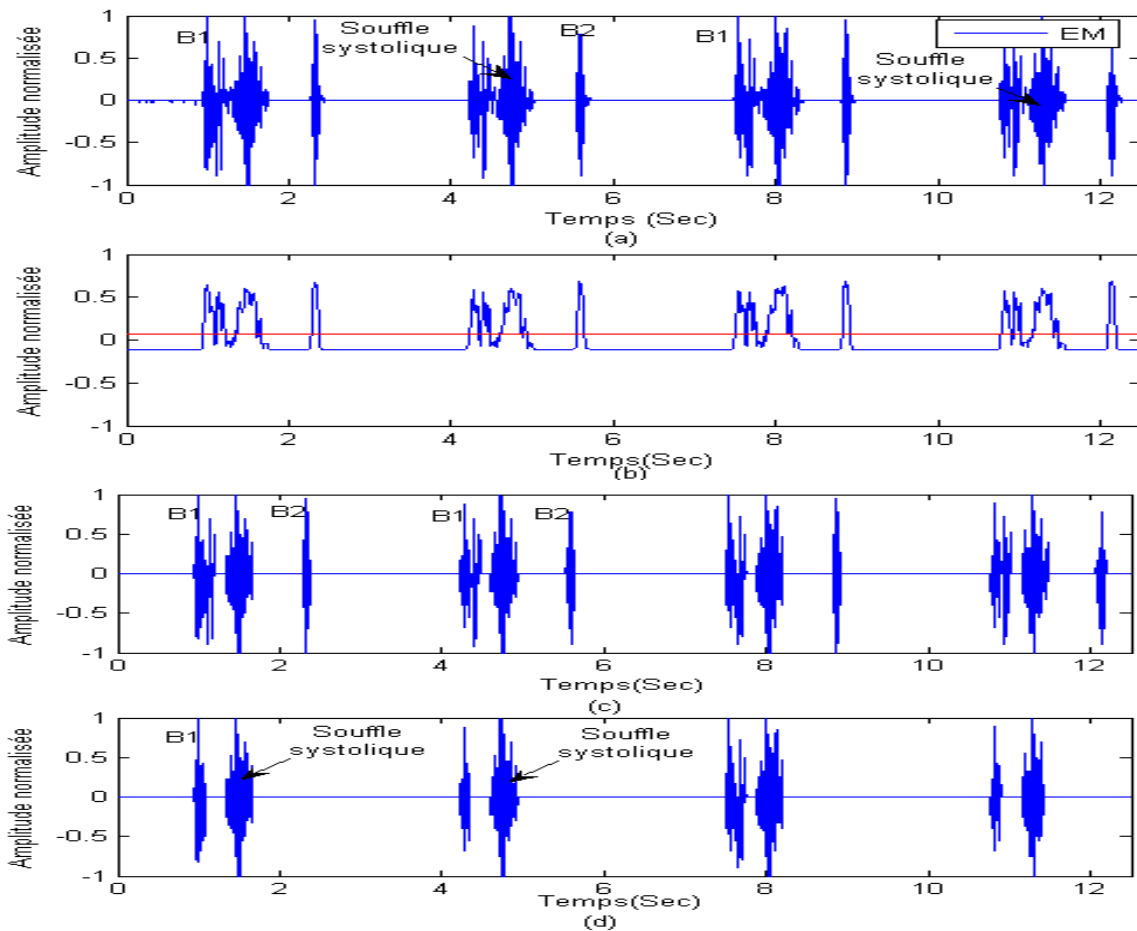 1
0.5
0
-0.5
-1
Amplitude normalisée
B1
Souffle
systolique
B2
B1
EM
Souffle
systolique
0 2 4 6 8 10 12
Temps (Sec)
(a)
1
0.5
0
-0.5
-1
Amplitude normalisée
0 2 4 6 8 10 12
Temps(Sec)
(b)
1
0.5
0
-0.5
-1
Amplitude normalisée
B1
B2
B1
B2
0 2 4 6 8 10 12
Temps(Sec)
(c)
1
0.5
0
-0.5
-1
Amplitude normalisée
B1
Souffle
systolique
Souffle
systolique
0 2 4 6 8 10 12
Temps(Sec)
(d)